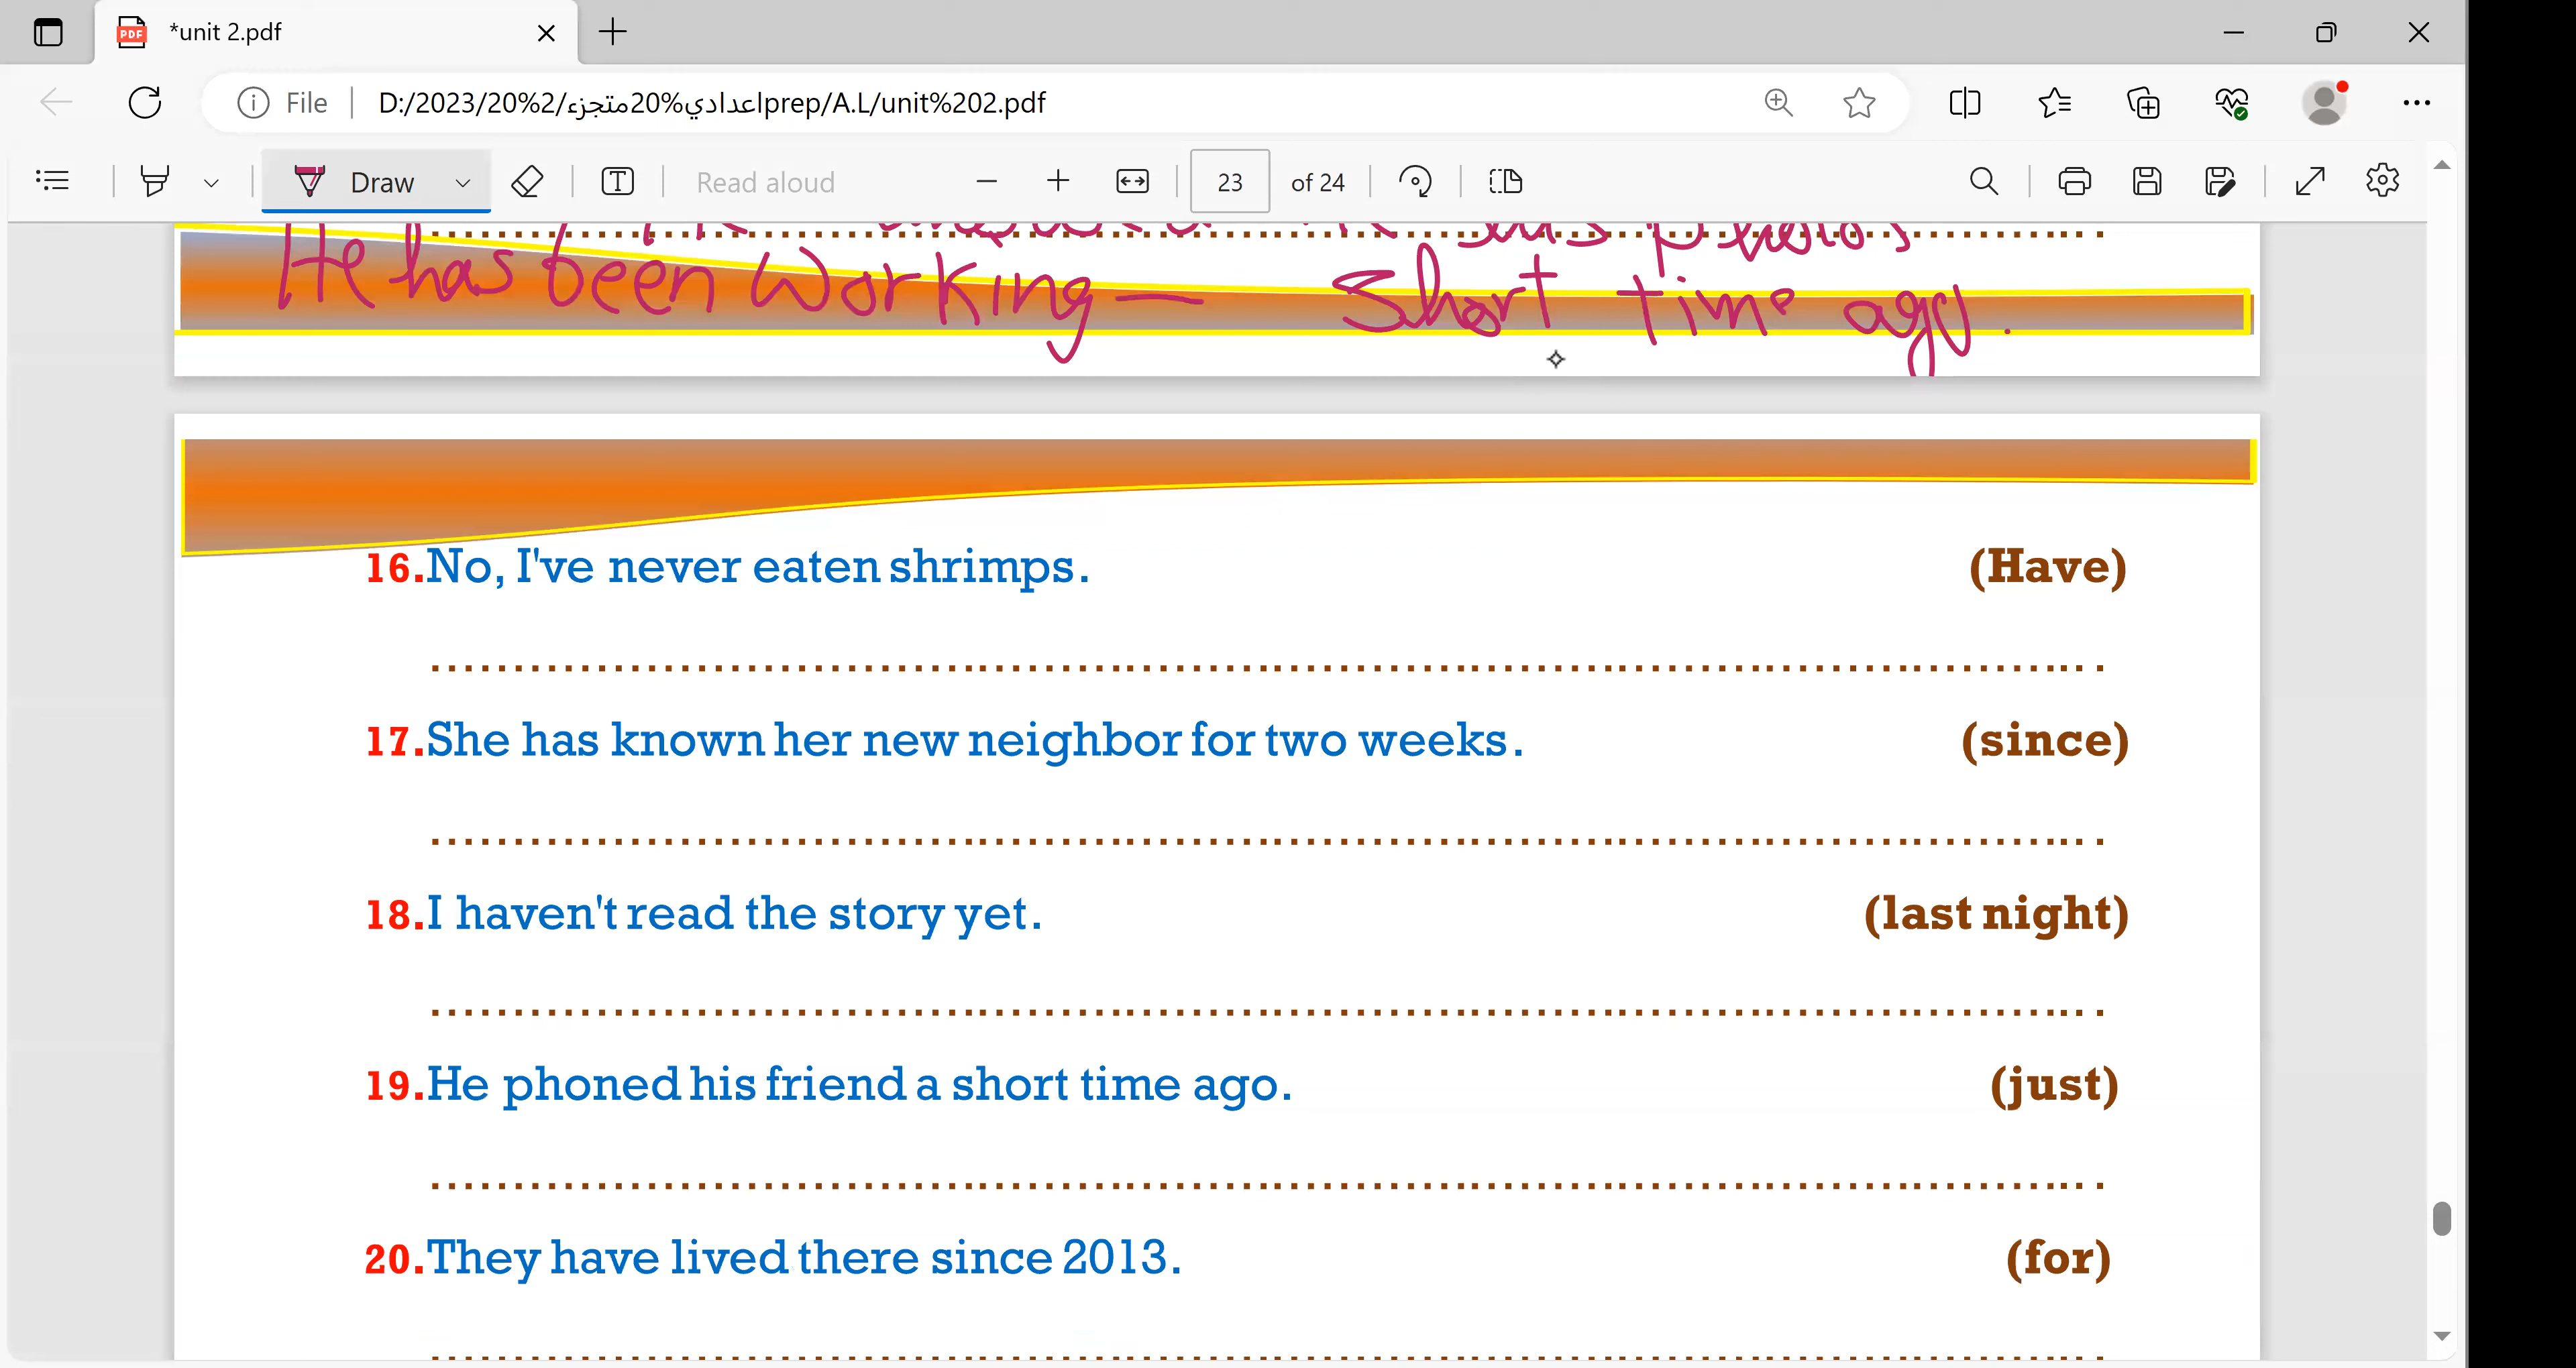 *unit 2.pdf
File D:/2023/20%2/اعدادي%20متجزءprep/A.L/unit%202.pdf
Draw Read aloud 23 of 24
He has been working — short time ago.
16.No, I've never eaten shrimps. (Have)
17.She has known her new neighbor for two weeks. (since)
18.I haven't read the story yet. (last night)
19.He phoned his friend a short time ago. (just)
20.They have lived there since 2013. (for)